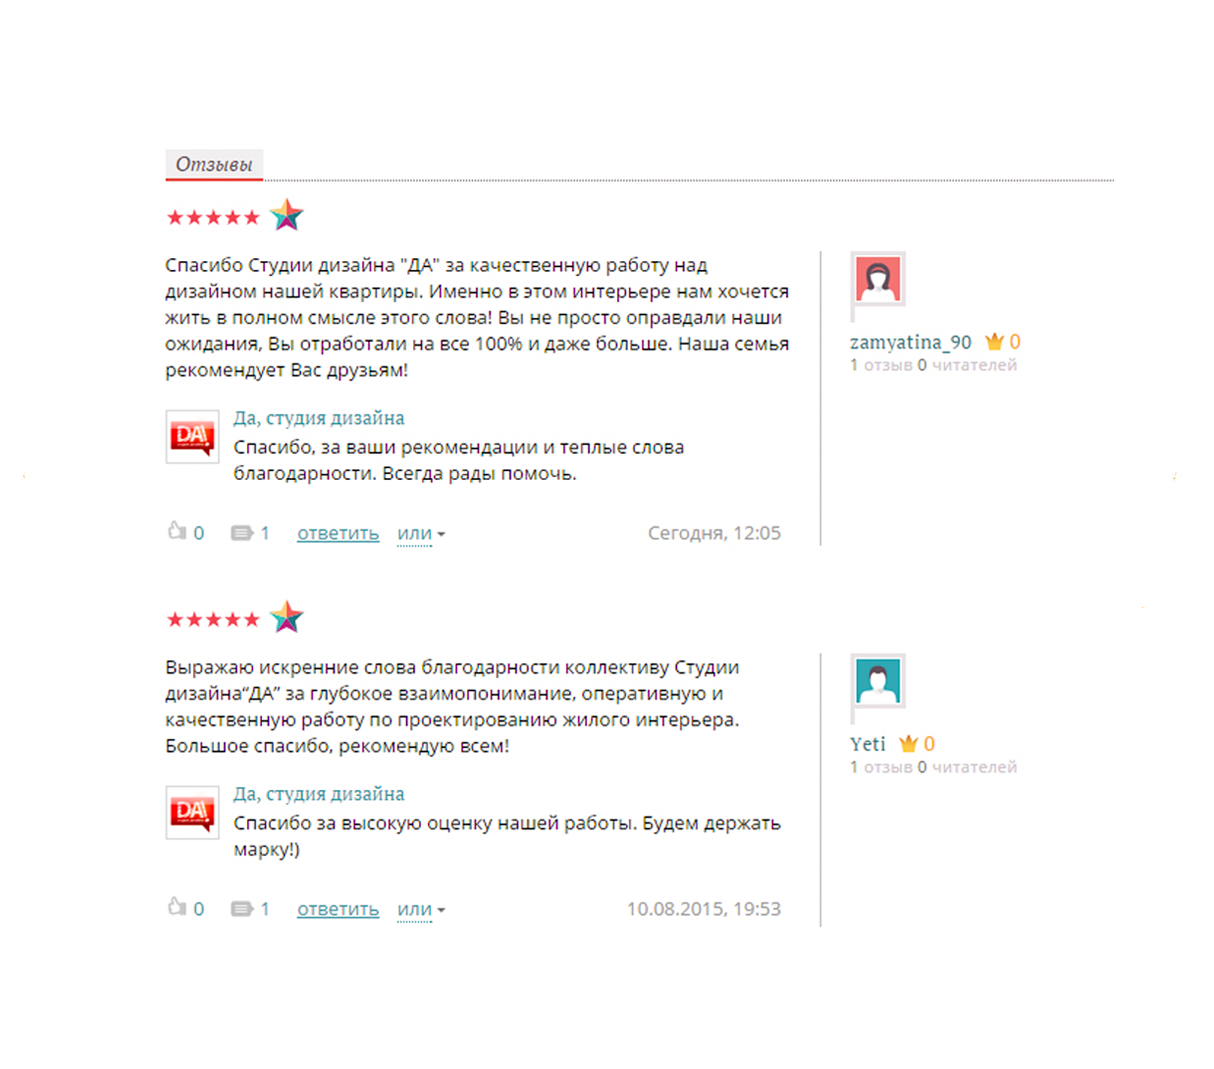 Отзывы
Спасибо Студии дизайна "ДА" за качественную работу над
дизайном нашей квартиры. Именно в этом интерьере нам хочется
жить в полном смысле этого слова! Вы не просто оправдали наши
ожидания, Вы отработали на все 100% и даже больше. Наша семья
рекомендует Вас друзьям!
zamyatina_90 0
1 отзыв 0 читателей
DA!
Да, студия дизайна
Спасибо, за ваши рекомендации и теплые слова
благодарности. Всегда рады помочь.
0 1 ответить или Сегодня, 12:05
Выражаю искренние слова благодарности коллективу Студии
дизайна“ДА” за глубокое взаимопонимание, оперативную и
качественную работу по проектированию жилого интерьера.
Большое спасибо, рекомендую всем!
Yeti 0
1 отзыв 0 читателей
DA!
Да, студия дизайна
Спасибо за высокую оценку нашей работы. Будем держать
марку!)
0 1 ответить или 10.08.2015, 19:53